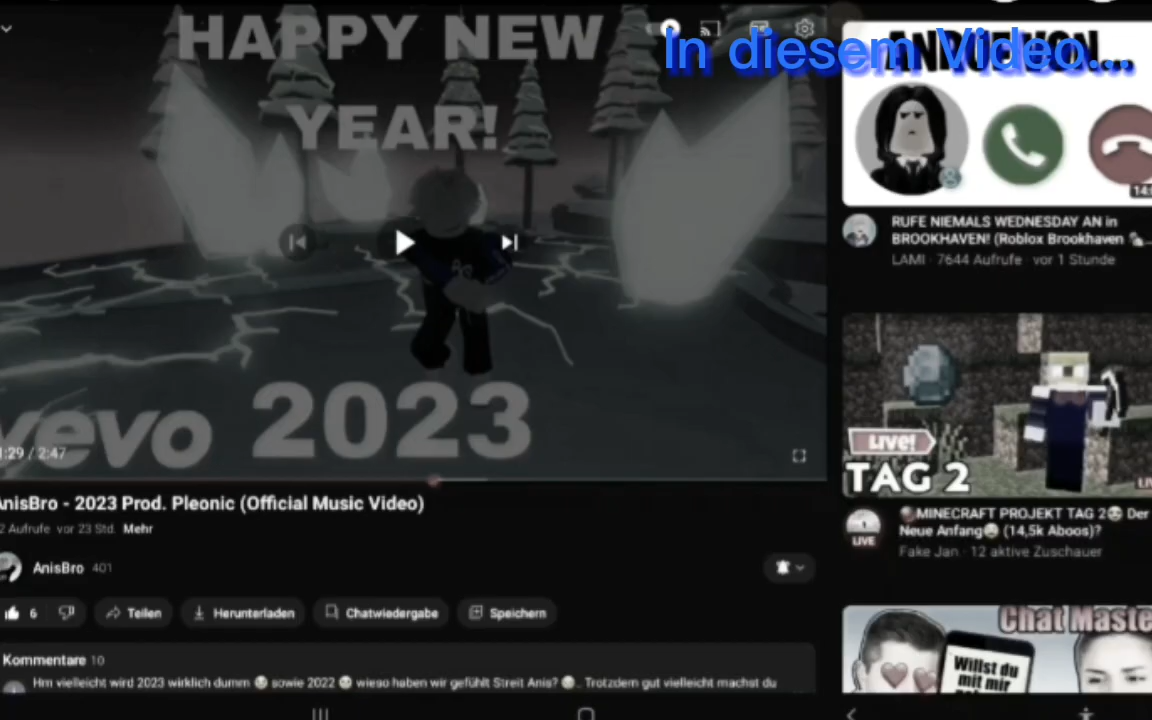 HAPPY NEW
YEAR!
vevo 2023
1:29 / 2:47
AnisBro - 2023 Prod. Pleonic (Official Music Video)
2 Aufrufe vor 23 Std. Mehr
AnisBro 401
6
Teilen
Herunterladen
Chatwiedergabe
Speichern
Kommentare 10
Hm vielleicht wird 2023 wirklich dumm 😂 sowie 2022 😂 wieso haben wir gefühlt Streit Anis? 😂.. Trotzdem gut vielleicht machst du
In diesem Video...
RUFE NIEMALS WEDNESDAY AN in
BROOKHAVEN! (Roblox Brookhaven
LAMI · 7644 Aufrufe · vor 1 Stunde
LIVE!
TAG 2
LIVE
MINECRAFT PROJEKT TAG 2 Der
Neue Anfang (14,5k Aboos)?
Fake Jan · 12 aktive Zuschauer
Chat Maste
Willst du
mit mir